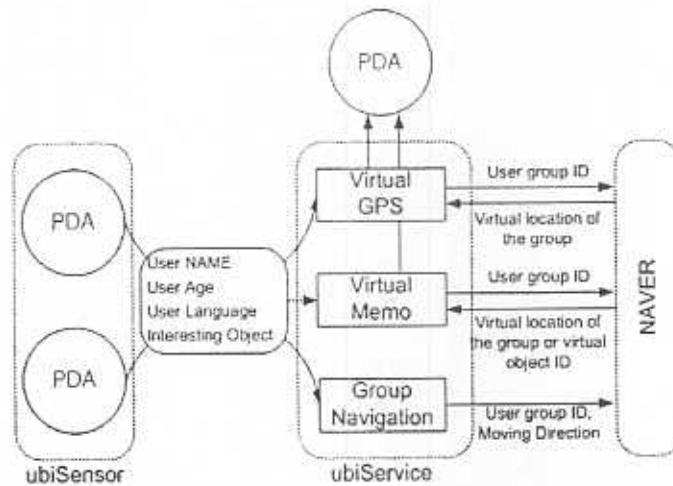 PDA
Virtual
GPS
User group ID
Virtual location of
the group
PDA
User NAME
User Age
User Language
Interesting Object
Virtual
Memo
User group ID
Virtual location of
the group or virtual
object ID
NAVER
PDA
Group
Navigation
User group ID,
Moving Direction
ubiSensor
ubiService